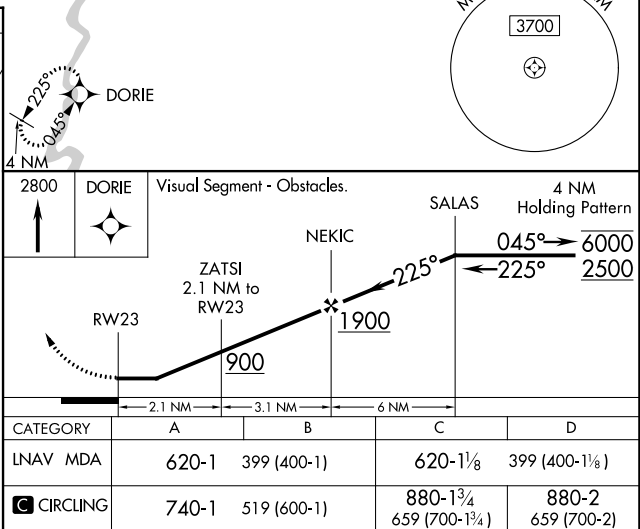 M
M
3700
DORIE
225°
045°
4 NM
2800
DORIE
Visual Segment - Obstacles.
4 NM
Holding Pattern
SALAS
NEKIC
045° 6000
225° 2500
225°
ZATSI
2.1 NM to
RW23
RW23
1900
900
2.1 NM 3.1 NM 6 NM
CATEGORY A B C D
LNAV MDA 620-1 399 (400-1) 620-1⅛ 399 (400-1⅛)
C CIRCLING 740-1 519 (600-1) 880-1¾ 659 (700-1¾) 880-2 659 (700-2)